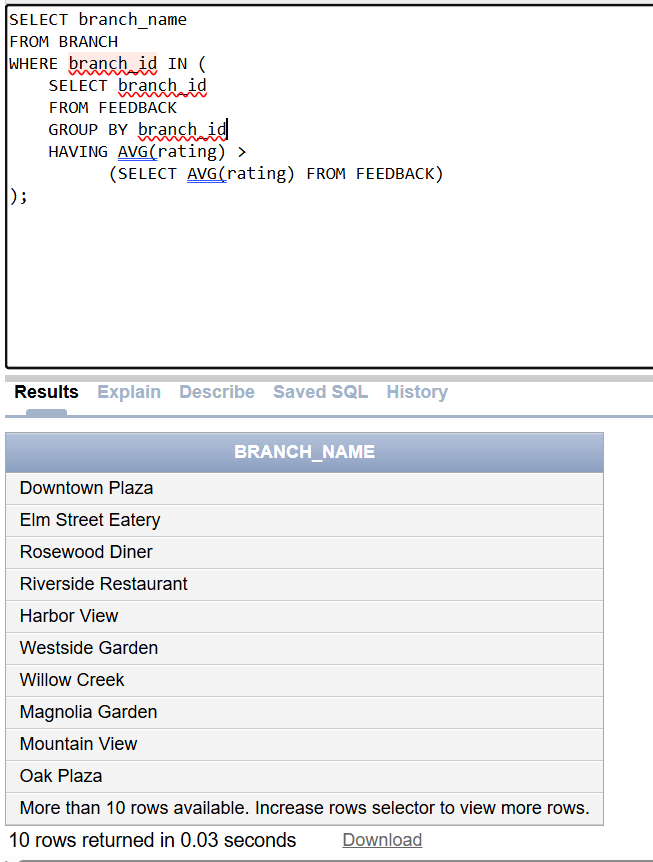 SELECT branch_name
FROM BRANCH
WHERE branch_id IN (
    SELECT branch_id
    FROM FEEDBACK
    GROUP BY branch_id
    HAVING AVG(rating) >
          (SELECT AVG(rating) FROM FEEDBACK)
);
Results Explain Describe Saved SQL History
BRANCH_NAME
Downtown Plaza
Elm Street Eatery
Rosewood Diner
Riverside Restaurant
Harbor View
Westside Garden
Willow Creek
Magnolia Garden
Mountain View
Oak Plaza
More than 10 rows available. Increase rows selector to view more rows.
10 rows returned in 0.03 seconds Download